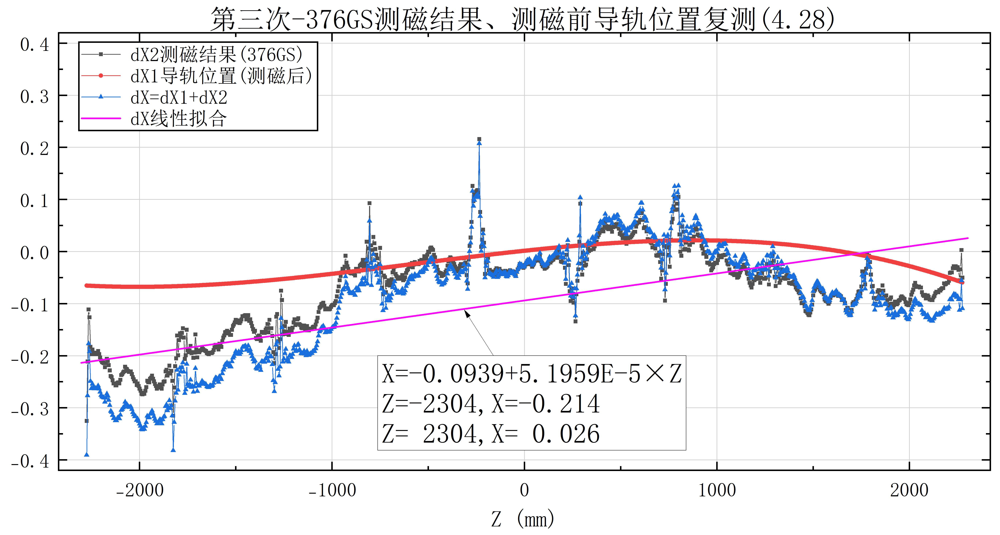 第三次-376GS测磁结果、测磁前导轨位置复测(4.28)
dX2测磁结果(376GS)
dX1导轨位置(测磁后)
dX=dX1+dX2
dX线性拟合
0.4
0.3
0.2
0.1
0.0
-0.1
-0.2
-0.3
-0.4
X=-0.0939+5.1959E-5×Z
Z=-2304,X=-0.214
Z= 2304,X= 0.026
-2000 -1000 0 1000 2000
Z (mm)